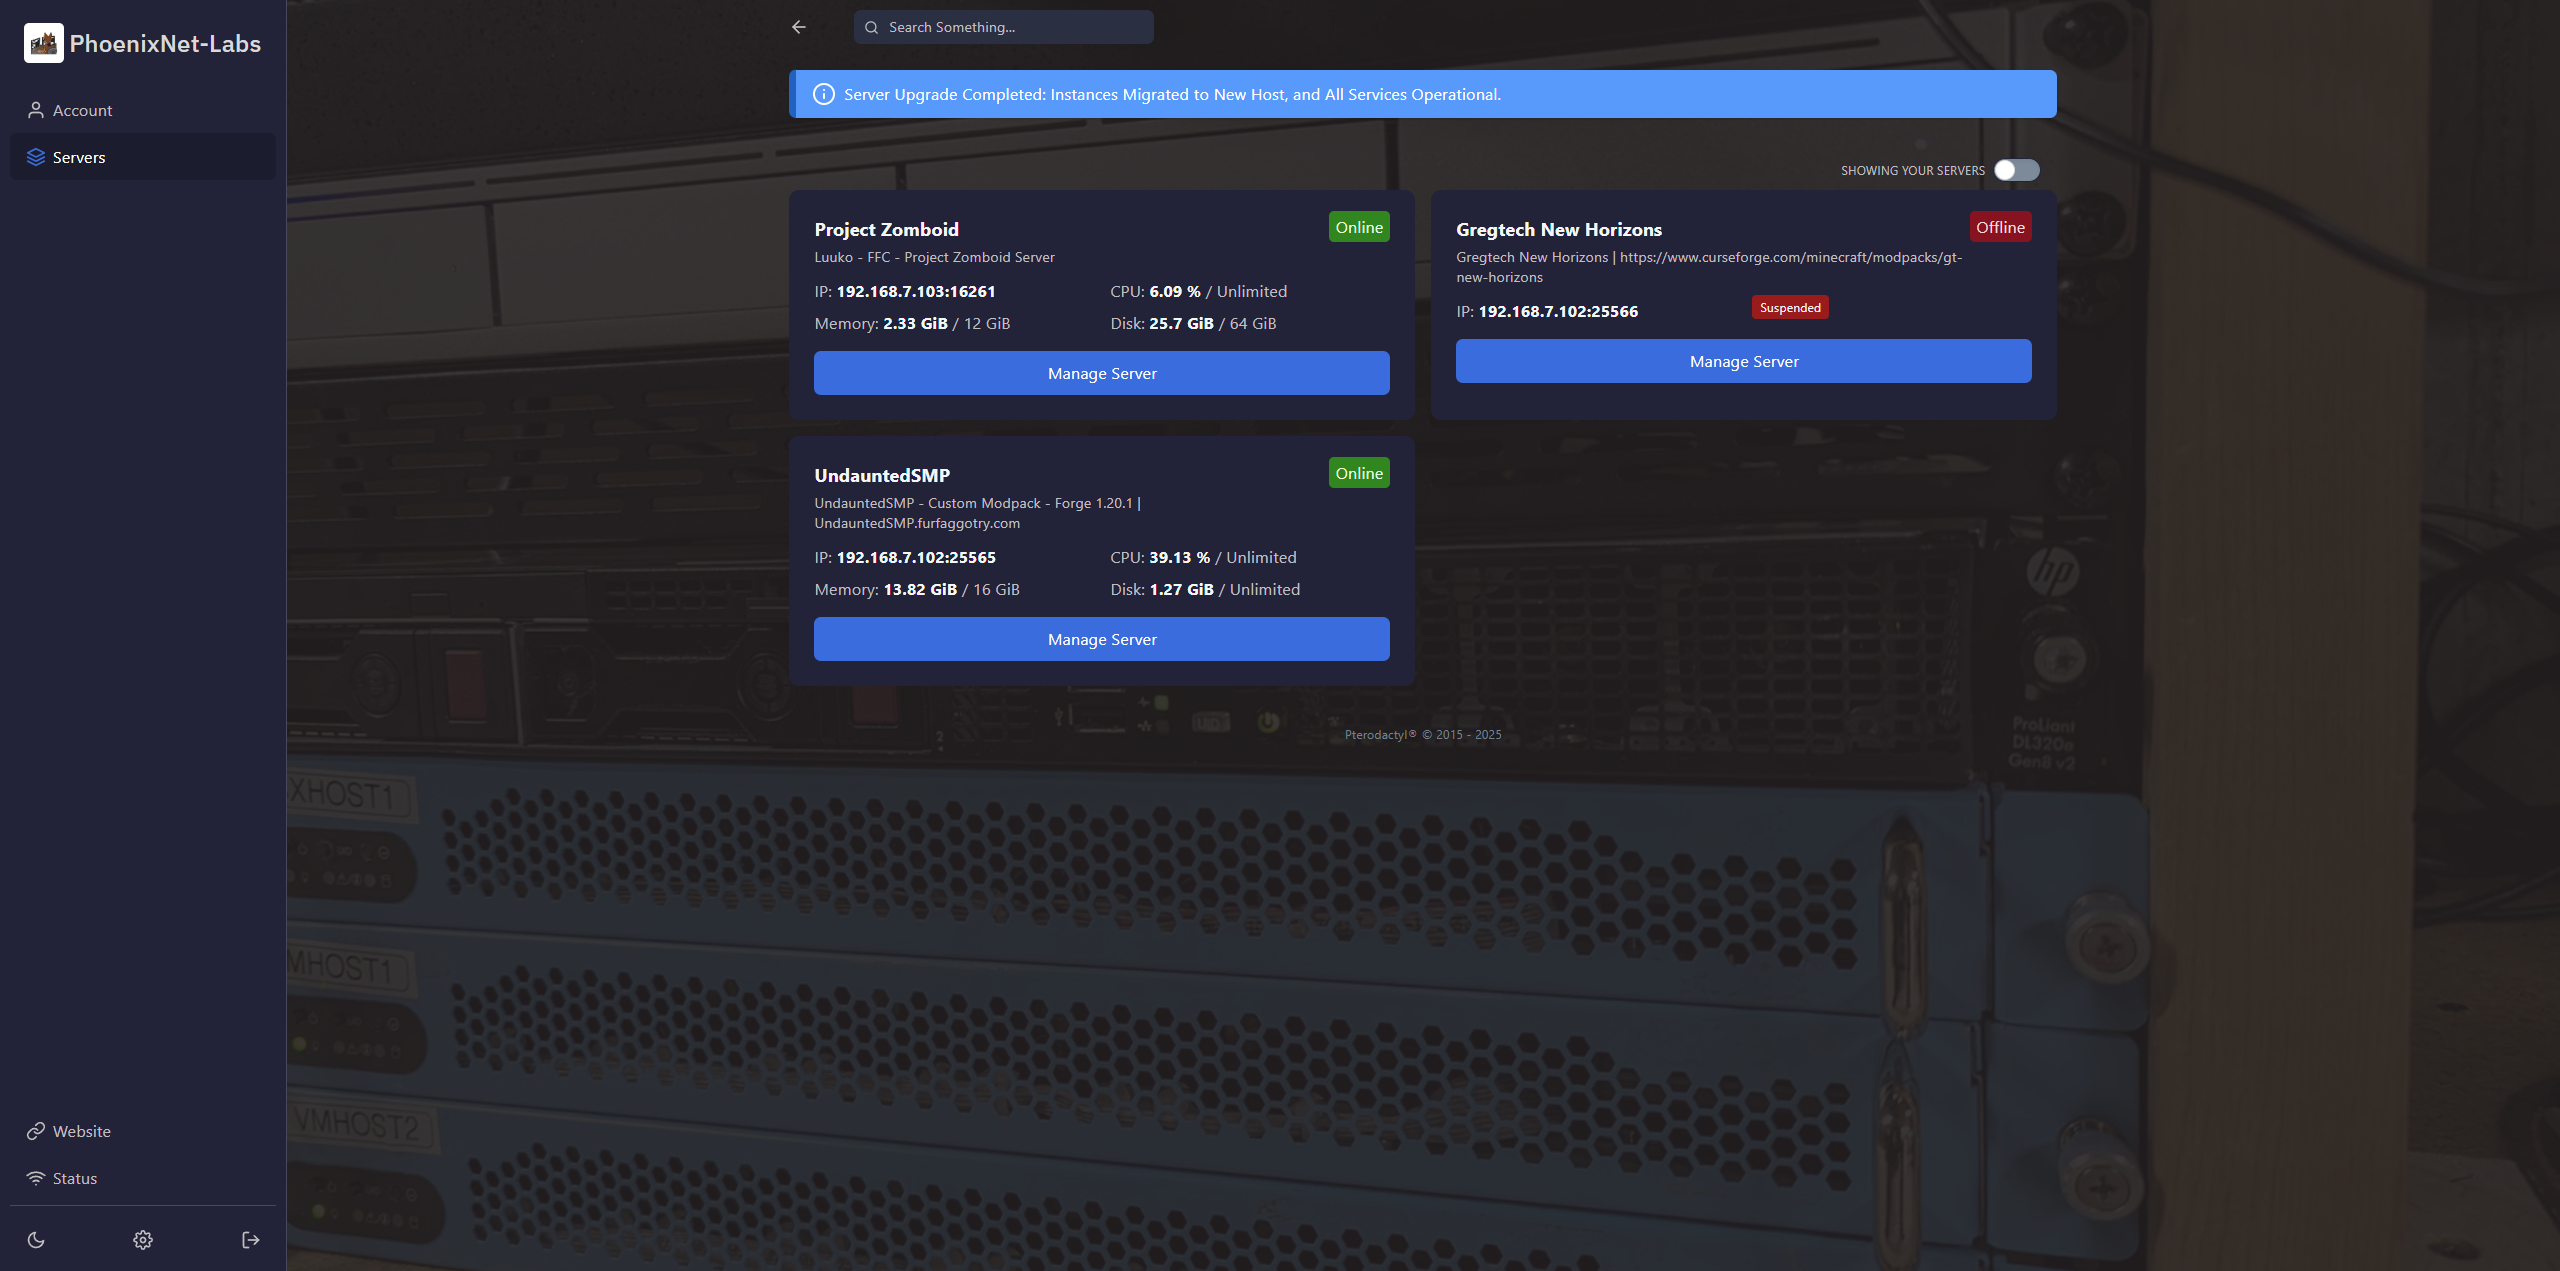 PhoenixNet-Labs
Account
Servers
Website
Status
Search Something...
Server Upgrade Completed: Instances Migrated to New Host, and All Services Operational.
SHOWING YOUR SERVERS
Project Zomboid
Online
Luuko - FFC - Project Zomboid Server
IP: 192.168.7.103:16261
CPU: 6.09 % / Unlimited
Memory: 2.33 GiB / 12 GiB
Disk: 25.7 GiB / 64 GiB
Manage Server
Gregtech New Horizons
Offline
Gregtech New Horizons | https://www.curseforge.com/minecraft/modpacks/gt-
new-horizons
IP: 192.168.7.102:25566
Suspended
Manage Server
UndauntedSMP
Online
UndauntedSMP - Custom Modpack - Forge 1.20.1 |
UndauntedSMP.furfaggotry.com
IP: 192.168.7.102:25565
CPU: 39.13 % / Unlimited
Memory: 13.82 GiB / 16 GiB
Disk: 1.27 GiB / Unlimited
Manage Server
Pterodactyl® © 2015 - 2025
hp
UID
ProLiant
DL320e
Gen8 v2
XHOST1
MHOST1
VMHOST2